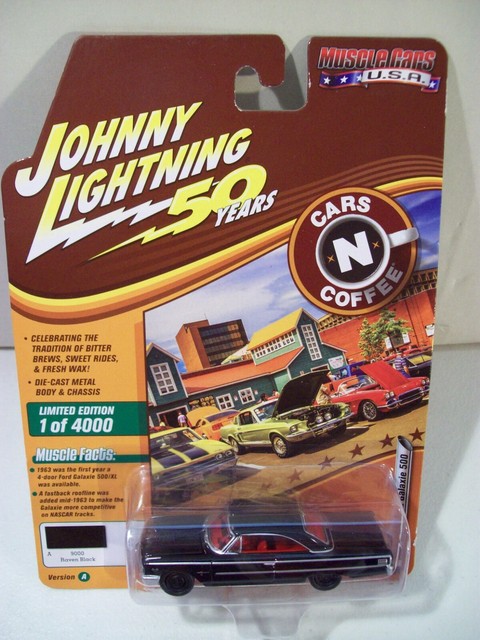 MUSCLE CARS
U.S.A.
JOHNNY
LIGHTNING
50
YEARS
CARS
N
COFFEE
• CELEBRATING THE
TRADITION OF BITTER
BREWS, SWEET RIDES,
& FRESH WAX!
• DIE-CAST METAL
BODY & CHASSIS
LIMITED EDITION
1 of 4000
Muscle Facts:
• 1963 was the first year a
4-door Ford Galaxie 500/XL
was available.
• A fastback roofline was
added mid-1963 to make the
Galaxie more competitive
on NASCAR tracks.
Galaxie 500
A 9000
Raven Black
Version A